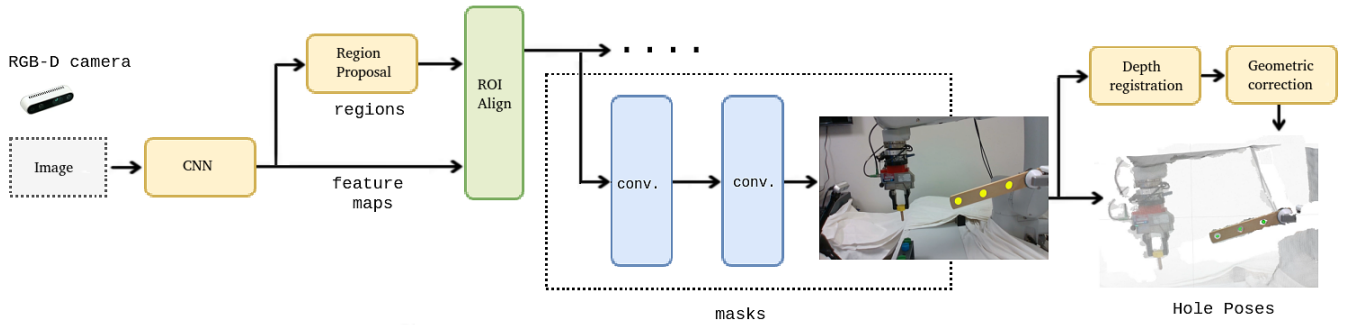 RGB-D camera
Image
CNN
Region
Proposal
regions
feature
maps
ROI
Align
. . . .
conv.
conv.
masks
Depth
registration
Geometric
correction
Hole Poses